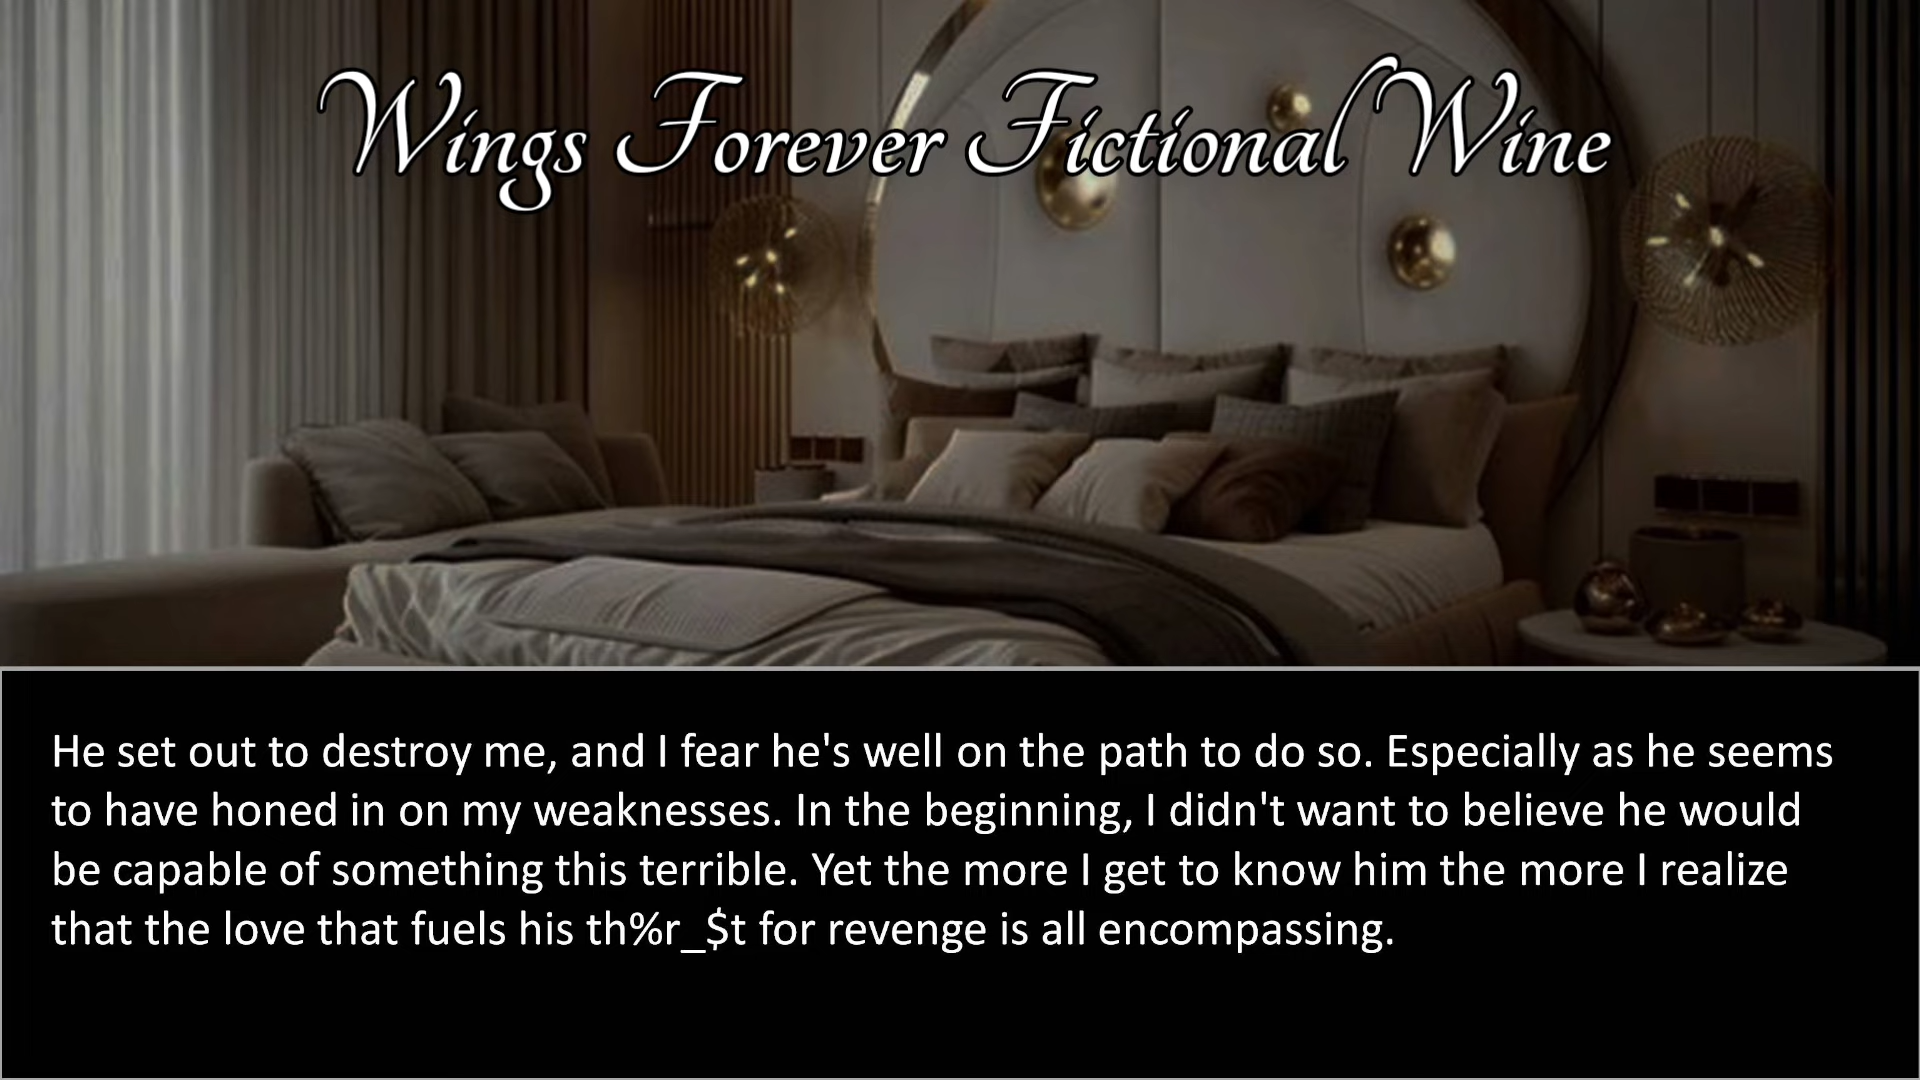 Wings Forever Fictional Wine
He set out to destroy me, and I fear he's well on the path to do so. Especially as he seems
to have honed in on my weaknesses. In the beginning, I didn't want to believe he would
be capable of something this terrible. Yet the more I get to know him the more I realize
that the love that fuels his th%r_$t for revenge is all encompassing.